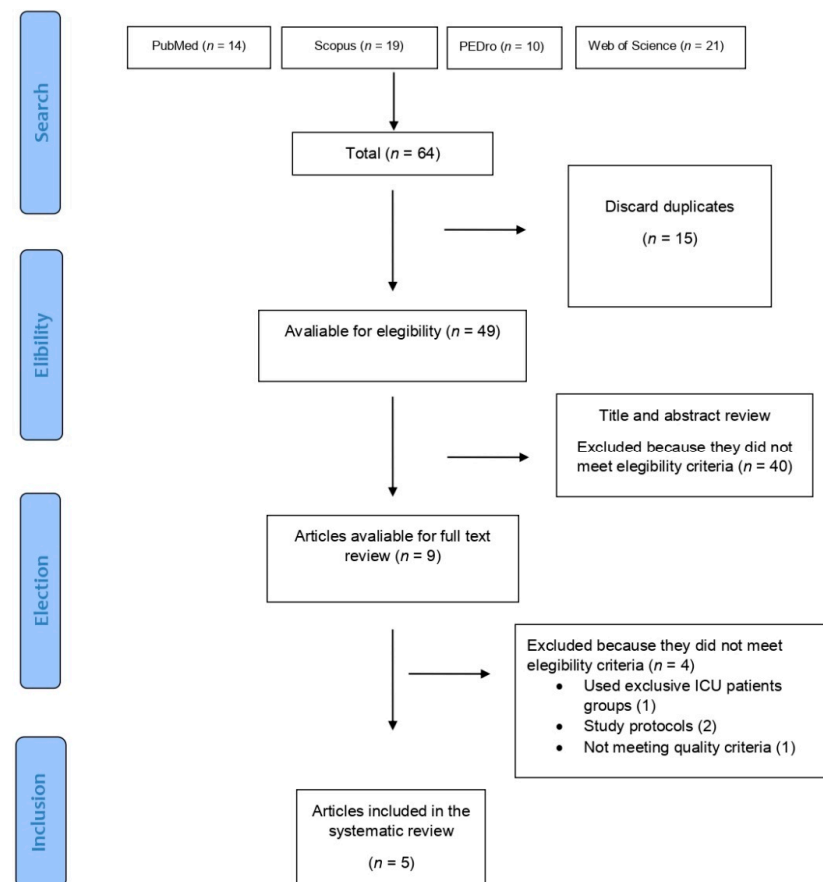 Search
PubMed (n = 14)
Scopus (n = 19)
PEDro (n = 10)
Web of Science (n = 21)
Total (n = 64)
Discard duplicates
(n = 15)
Elibility
Avaliable for elegibility (n = 49)
Title and abstract review
Excluded because they did not
meet elegibility criteria (n = 40)
Election
Articles avaliable for full text
review (n = 9)
Excluded because they did not meet
elegibility criteria (n = 4)
• Used exclusive ICU patients
groups (1)
• Study protocols (2)
• Not meeting quality criteria (1)
Inclusion
Articles included in the
systematic review
(n = 5)